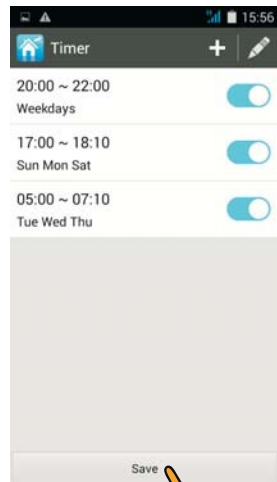 15:56
Timer
20:00 ~ 22:00
Weekdays
17:00 ~ 18:10
Sun Mon Sat
05:00 ~ 07:10
Tue Wed Thu
Save